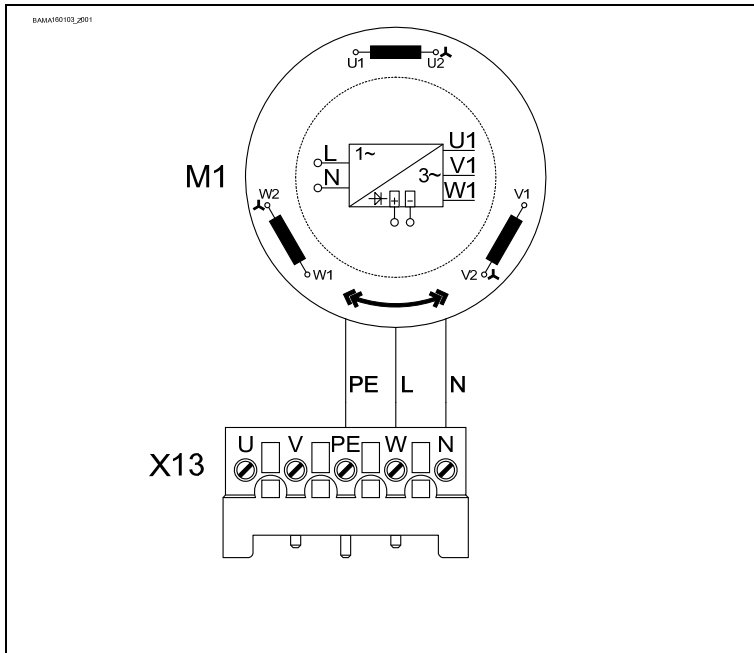 BAMA160103_Z001
U1 U2
L 1~ U1
M1 N 3~ V1
W1
+ -
W2 V1
W1 V2
PE L N
U V PE W N
X13